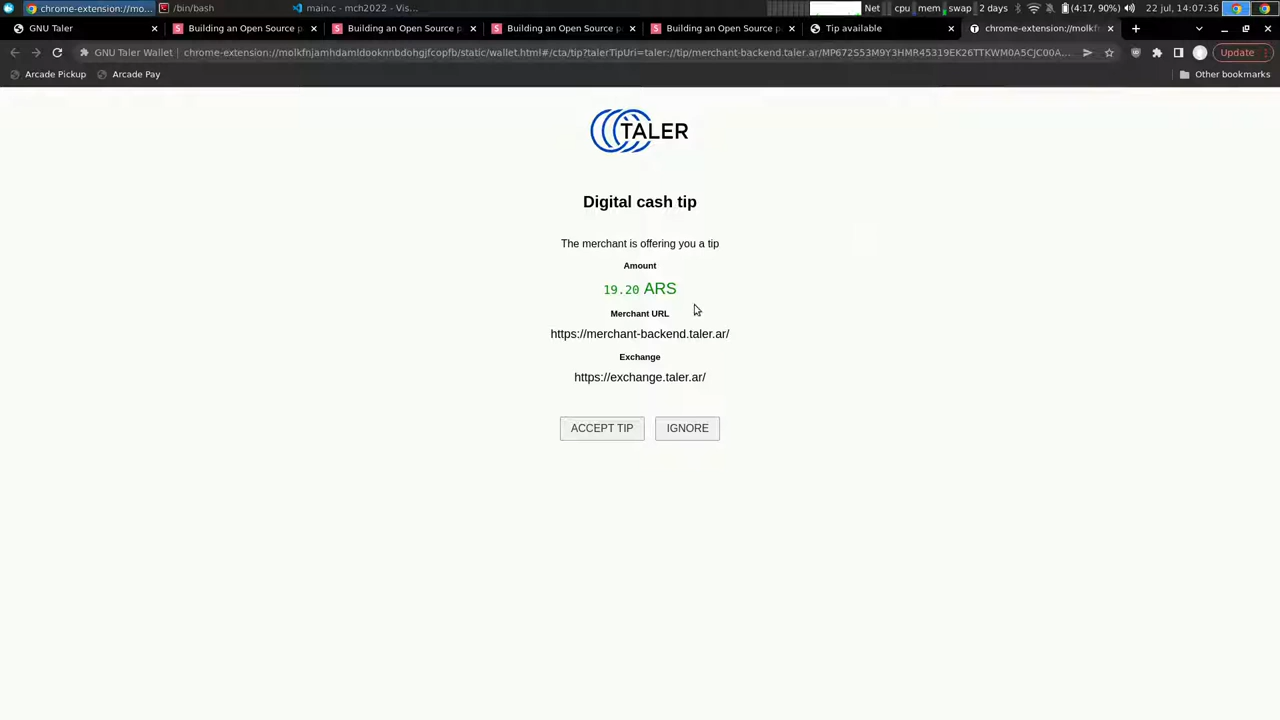 chrome-extension://mo...
/bin/bash
main.c - mch2022 - Vis...
Net
cpu
mem
swap
2 days
(4:17, 90%)
22 jul, 14:07:36
GNU Taler
Building an Open Source p
Building an Open Source p
Building an Open Source p
Building an Open Source p
Tip available
chrome-extension://molkf
GNU Taler Wallet
chrome-extension://molkfnjamhdamldooknnbdohgjfcopfb/static/wallet.html#/cta/tip?talerTipUri=taler://tip/merchant-backend.taler.ar/MP672S53M9Y3HMR45319EK26TTKWM0A5CJC00A...
Update
Arcade Pickup
Arcade Pay
Other bookmarks
TALER
Digital cash tip
The merchant is offering you a tip
Amount
19.20 ARS
Merchant URL
https://merchant-backend.taler.ar/
Exchange
https://exchange.taler.ar/
ACCEPT TIP
IGNORE